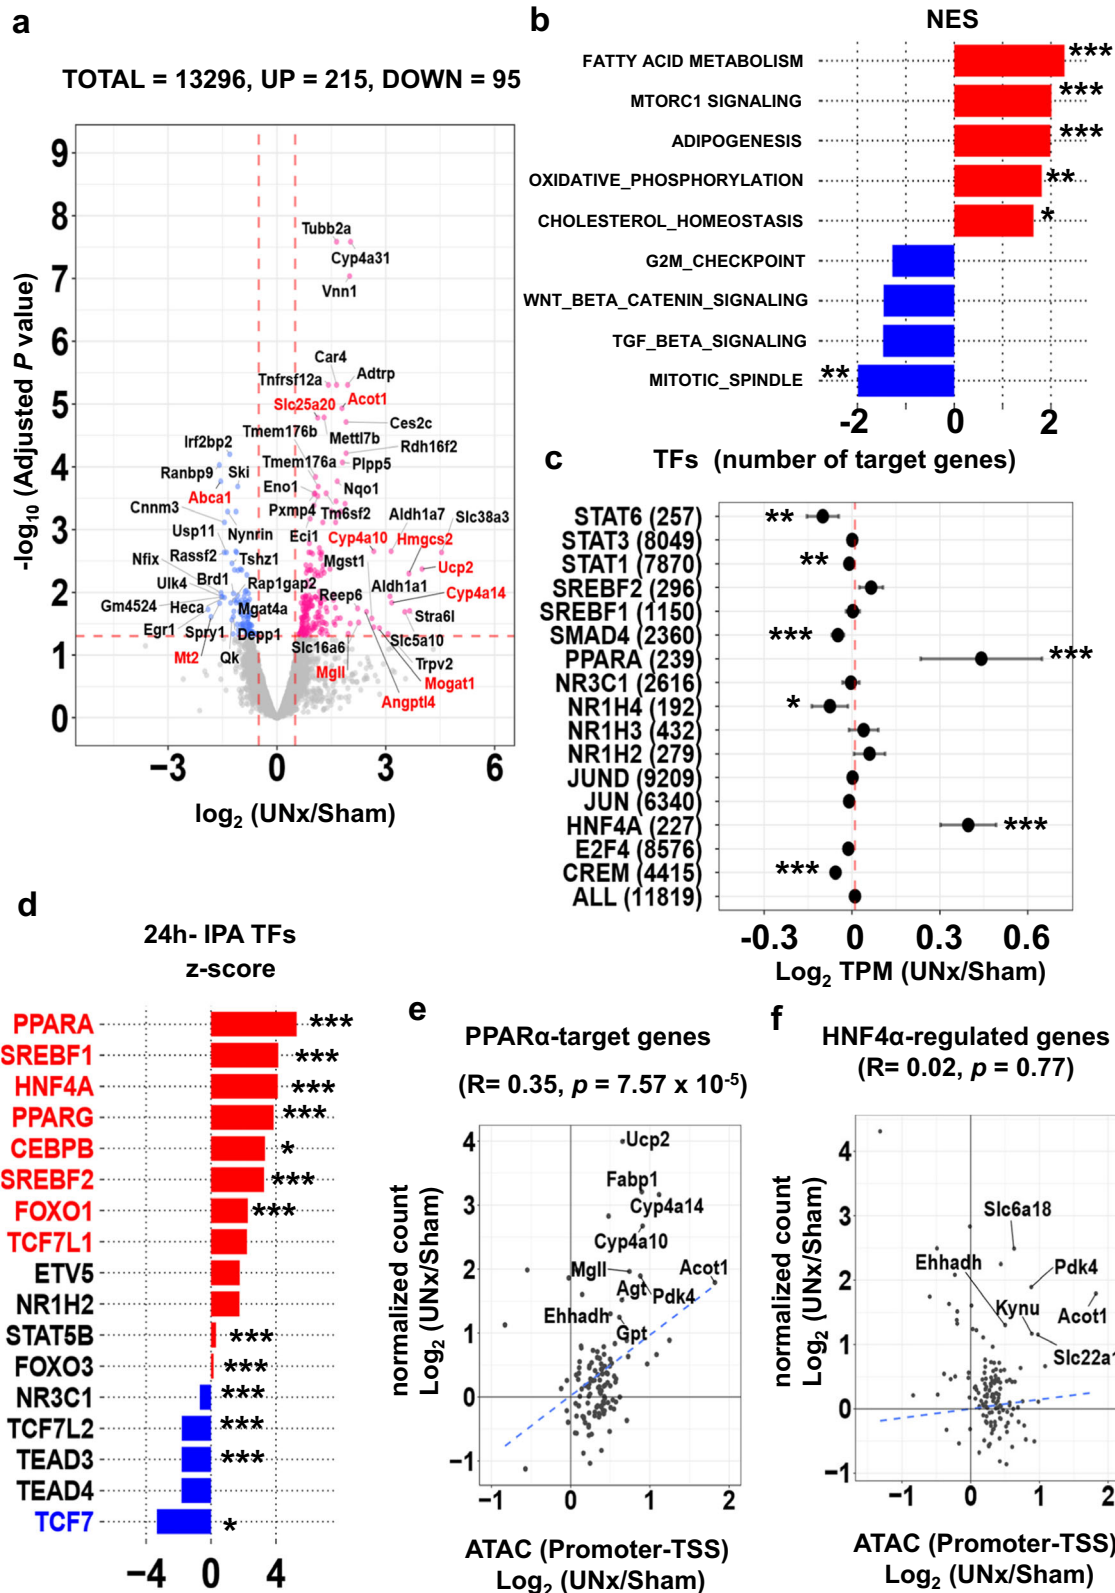 a
TOTAL = 13296, UP = 215, DOWN = 95
-log10 (Adjusted P value)
9
8
7
6
5
4
3
2
1
0
Tubb2a
Cyp4a31
Vnn1
Car4
Adtrp
Tnfrsf12a
Acot1
Slc25a20
Ces2c
Tmem176b
Mettl7b
Irf2bp2
Rdh16f2
Ranbp9
Ski
Tmem176a
Plpp5
Abca1
Eno1
Nqo1
Cnnm3
Pxmp4
Tm6sf2
Aldh1a7
Slc38a3
Usp11
Nynrin
Eci1
Cyp4a10
Hmgcs2
Nfix
Rassf2
Tshz1
Mgst1
Ucp2
Ulk4
Brd1
Rap1gap2
Aldh1a1
Cyp4a14
Gm4524
Heca
Mgat4a
Reep6
Stra6l
Egr1
Spry1
Depp1
Slc16a6
Slc5a10
Mt2
Qk
Mgll
Trpv2
Mogat1
Angptl4
−3
0
3
6
log2 (UNx/Sham)
b
NES
FATTY ACID METABOLISM ***
MTORC1 SIGNALING ***
ADIPOGENESIS ***
OXIDATIVE_PHOSPHORYLATION **
CHOLESTEROL_HOMEOSTASIS *
G2M_CHECKPOINT
WNT_BETA_CATENIN_SIGNALING
TGF_BETA_SIGNALING
MITOTIC_SPINDLE **
-2 0 2
c
TFs (number of target genes)
STAT6 (257) **
STAT3 (8049)
STAT1 (7870) **
SREBF2 (296)
SREBF1 (1150)
SMAD4 (2360) ***
PPARA (239) ***
NR3C1 (2616)
NR1H4 (192) *
NR1H3 (432)
NR1H2 (279)
JUND (9209)
JUN (6340)
HNF4A (227) ***
E2F4 (8576)
CREM (4415) ***
ALL (11819)
-0.3 0 0.3 0.6
Log2 TPM (UNx/Sham)
d
24h- IPA TFs
z-score
PPARA ***
SREBF1 ***
HNF4A ***
PPARG ***
CEBPB *
SREBF2 ***
FOXO1 ***
TCF7L1
ETV5
NR1H2
STAT5B ***
FOXO3 ***
NR3C1 ***
TCF7L2 ***
TEAD3 ***
TEAD4
TCF7 *
−4 0 4
e
PPARα-target genes
(R= 0.35, p = 7.57 x 10-5)
normalized count
Log2 (UNx/Sham)
4
3
2
1
0
−1
Ucp2
Fabp1
Cyp4a14
Cyp4a10
Mgll
Acot1
Agt
Pdk4
Ehhadh
Gpt
−1 0 1 2
ATAC (Promoter-TSS)
Log2 (UNx/Sham)
f
HNF4α-regulated genes
(R= 0.02, p = 0.77)
normalized count
Log2 (UNx/Sham)
4
3
2
1
0
−1
Slc6a18
Ehhadh
Pdk4
Kynu
Acot1
Slc22a1
−1 0 1 2
ATAC (Promoter-TSS)
Log2 (UNx/Sham)